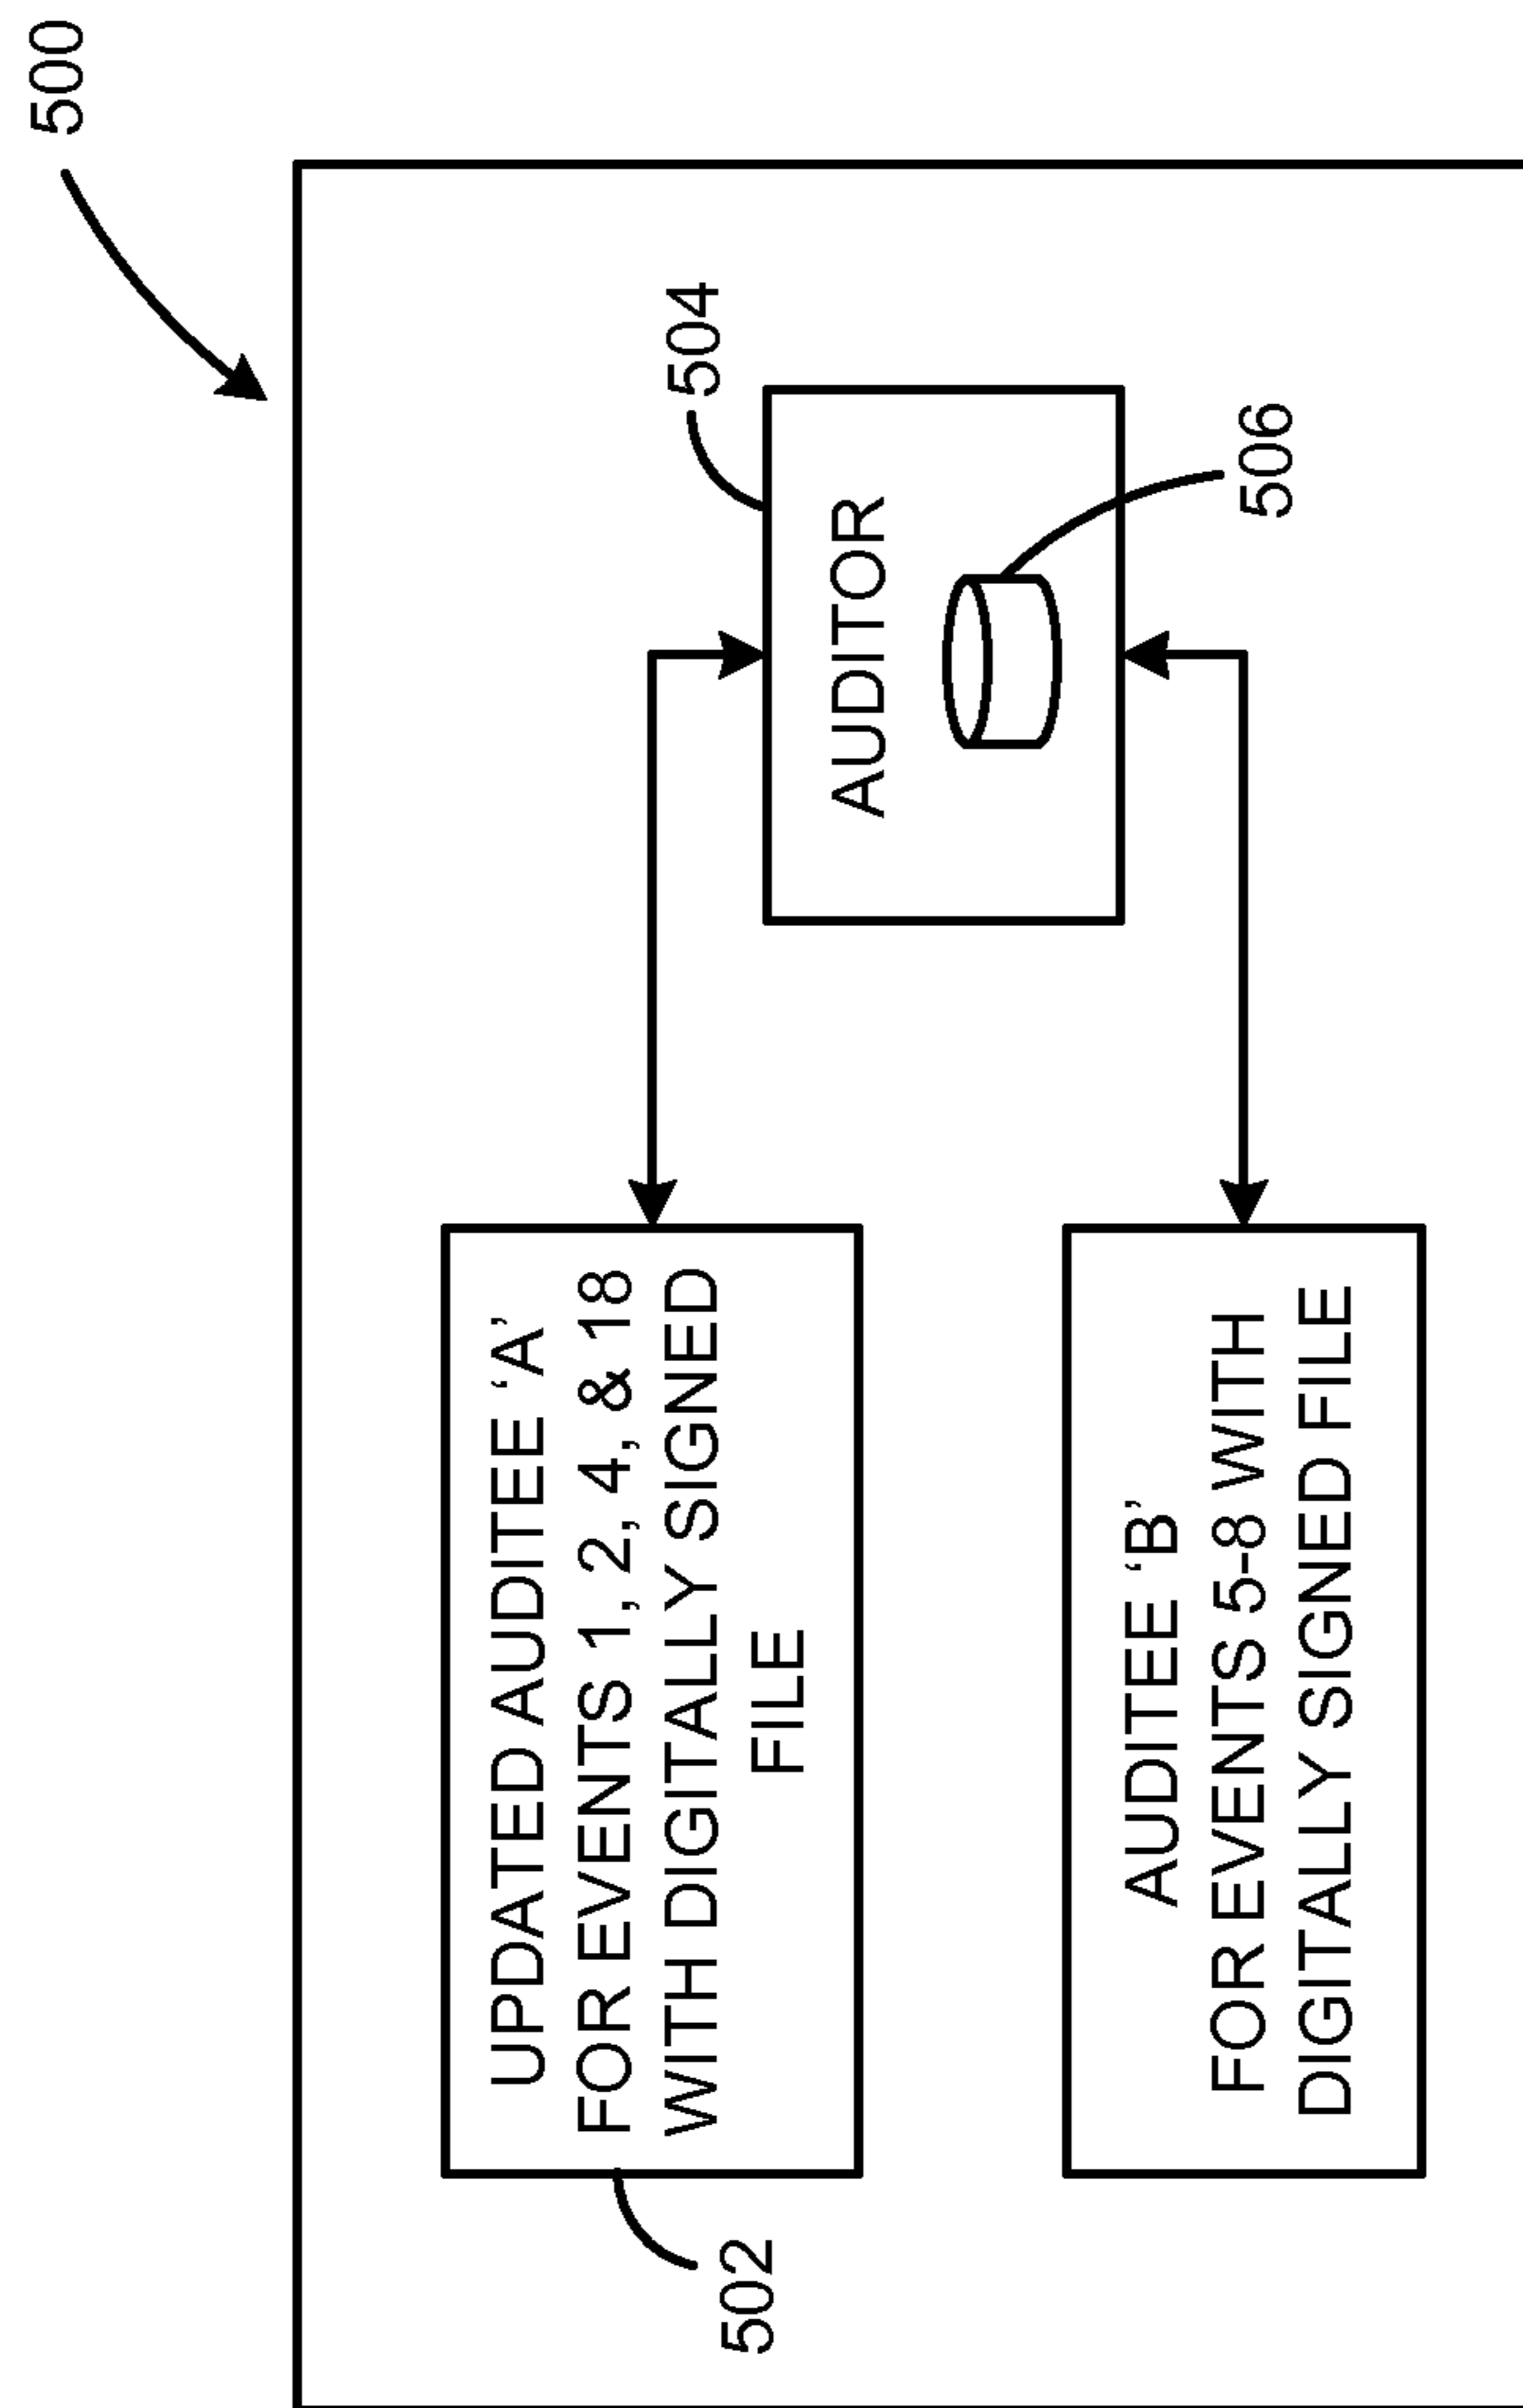 500
UPDATED AUDITEE ‘A’
FOR EVENTS 1, 2, 4, & 18
WITH DIGITALLY SIGNED
FILE
502
504
AUDITOR
506
AUDITEE ‘B’
FOR EVENTS 5-8 WITH
DIGITALLY SIGNED FILE